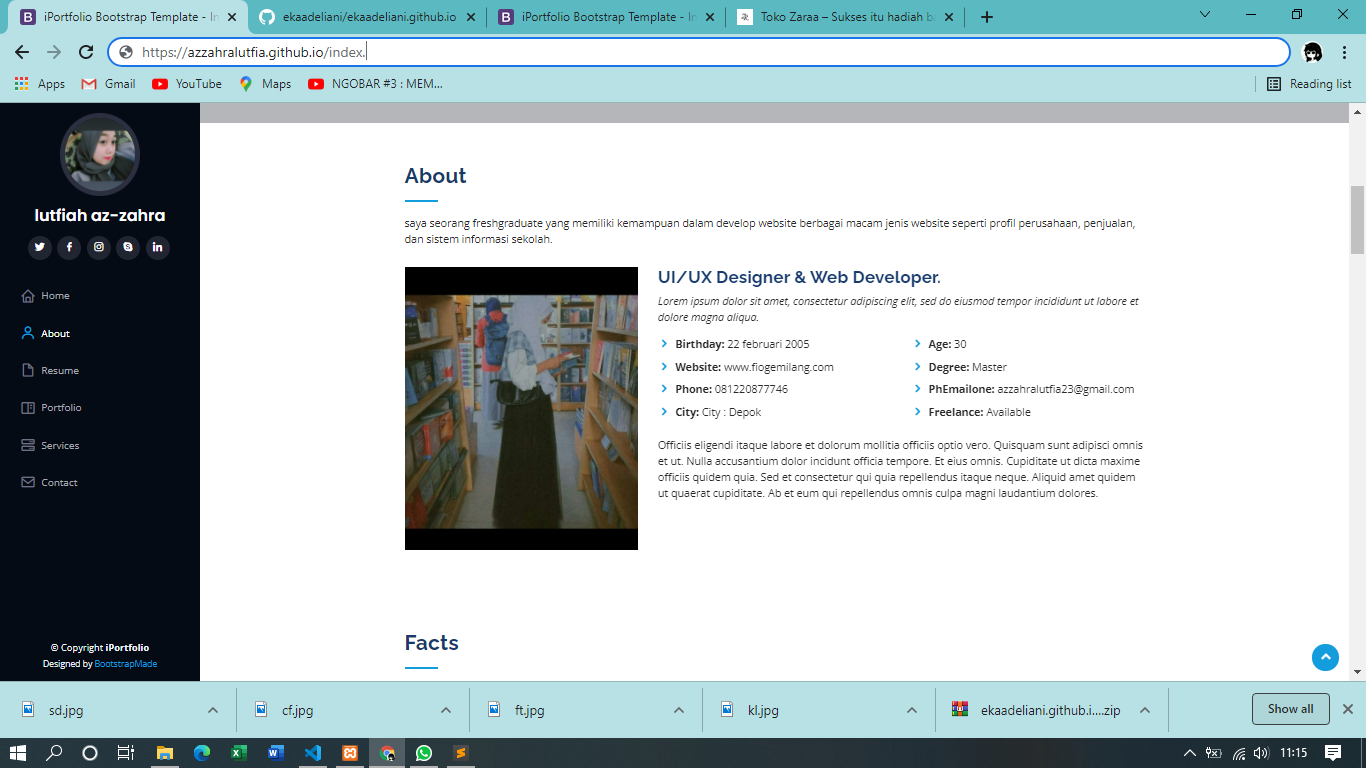 iPortfolio Bootstrap Template - In
ekaadeliani/ekaadeliani.github.io
iPortfolio Bootstrap Template - In
Toko Zaraa – Sukses itu hadiah b
https://azzahralutfia.github.io/index.
Apps
Gmail
YouTube
Maps
NGOBAR #3 : MEM...
Reading list
lutfiah az-zahra
Home
About
Resume
Portfolio
Services
Contact
© Copyright iPortfolio
Designed by BootstrapMade
About
saya seorang freshgraduate yang memiliki kemampuan dalam develop website berbagai macam jenis website seperti profil perusahaan, penjualan,
dan sistem informasi sekolah.
UI/UX Designer & Web Developer.
Lorem ipsum dolor sit amet, consectetur adipiscing elit, sed do eiusmod tempor incididunt ut labore et
dolore magna aliqua.
Birthday: 22 februari 2005
Age: 30
Website: www.fiogemilang.com
Degree: Master
Phone: 081220877746
PhEmailone: azzahralutfia23@gmail.com
City: City : Depok
Freelance: Available
Officiis eligendi itaque labore et dolorum mollitia officiis optio vero. Quisquam sunt adipisci omnis
et ut. Nulla accusantium dolor incidunt officia tempore. Et eius omnis. Cupiditate ut dicta maxime
officiis quidem quia. Sed et consectetur qui quia repellendus itaque neque. Aliquid amet quidem
ut quaerat cupiditate. Ab et eum qui repellendus omnis culpa magni laudantium dolores.
Facts
sd.jpg
cf.jpg
ft.jpg
kl.jpg
ekaadeliani.github.i....zip
Show all
11:15